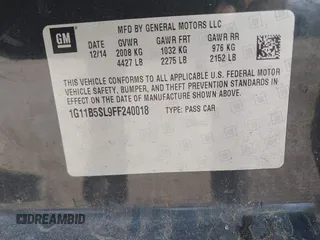 GM
MFD BY GENERAL MOTORS LLC
DATE GVWR GAWR FRT GAWR RR
12/14 2008 KG 1032 KG 976 KG
4427 LB 2275 LB 2152 LB
THIS VEHICLE CONFORMS TO ALL APPLICABLE U.S. FEDERAL MOTOR
VEHICLE SAFETY, BUMPER, AND THEFT PREVENTION STANDARDS IN
EFFECT ON THE DATE OF MANUFACTURE SHOWN ABOVE.
1G11B5SL9FF240018 TYPE: PASS CAR
DREAMBID